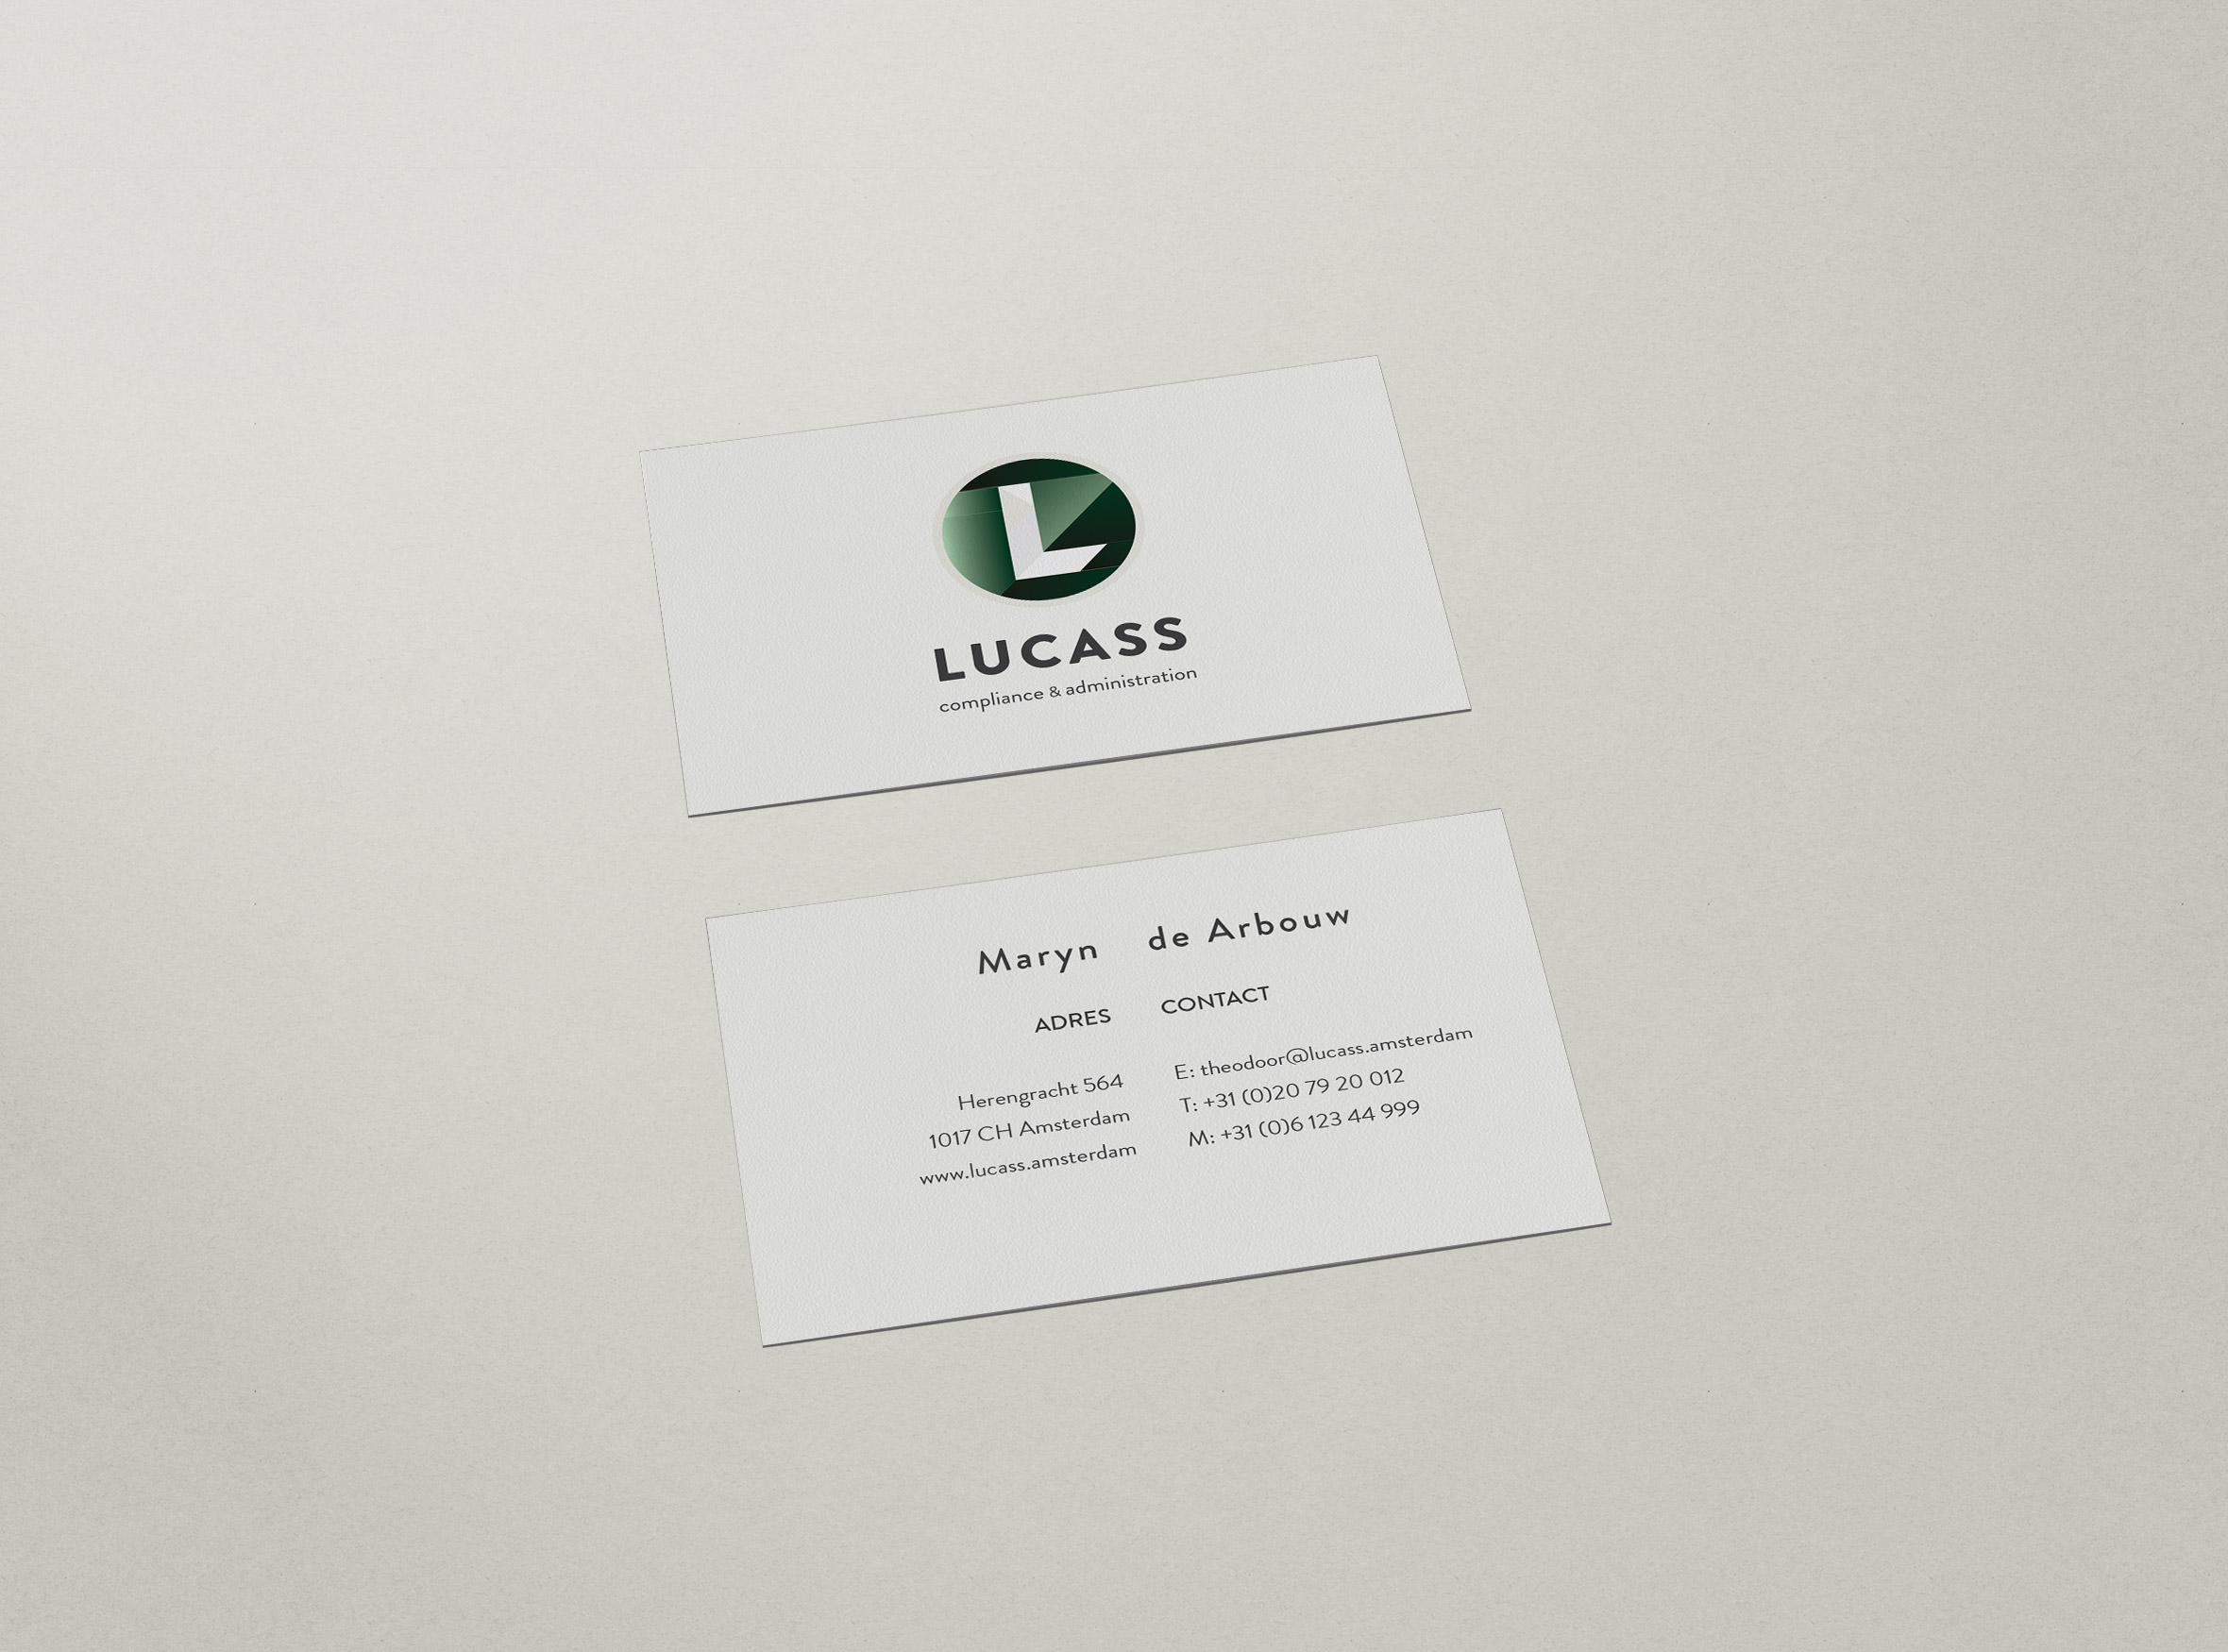 LUCASS
compliance & administration
Maryn de Arbouw
ADRES
Herengracht 564
1017 CH Amsterdam
www.lucass.amsterdam
CONTACT
E: theodoor@lucass.amsterdam
T: +31 (0)20 79 20 012
M: +31 (0)6 123 44 999